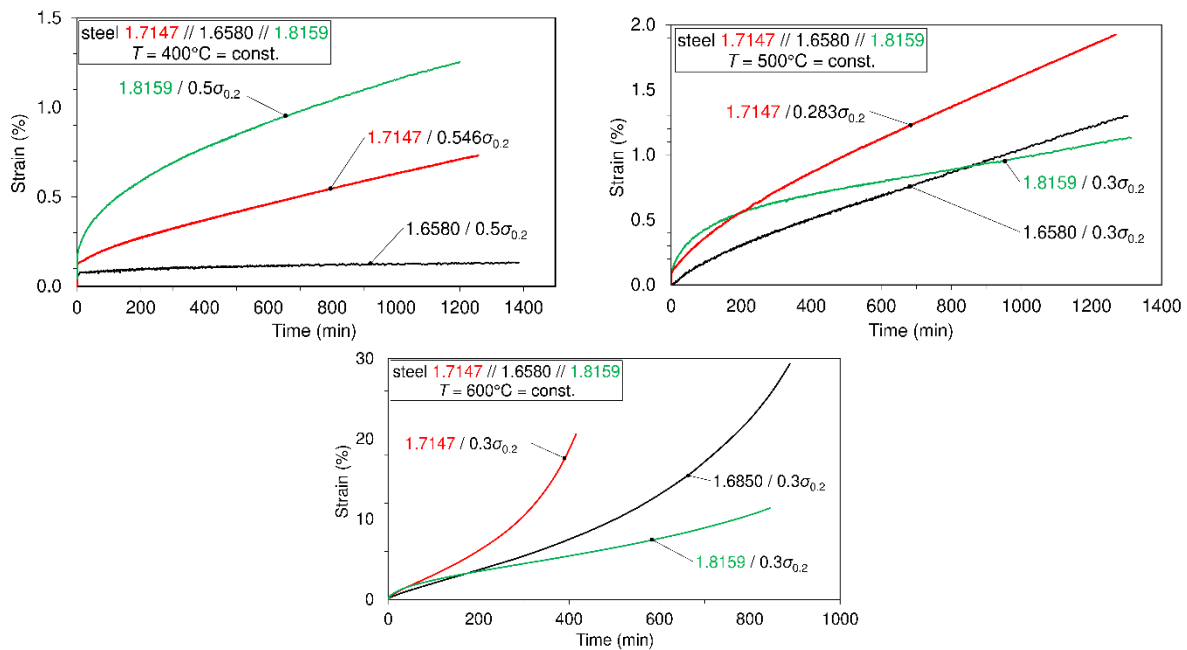 steel 1.7147 // 1.6580 // 1.8159
T = 400°C = const.
1.8159 / 0.5σ0.2
1.7147 / 0.546σ0.2
1.6580 / 0.5σ0.2
Strain (%)
1.5
1.0
0.5
0.0
0 200 400 600 800 1000 1200 1400
Time (min)
steel 1.7147 // 1.6580 // 1.8159
T = 500°C = const.
1.7147 / 0.283σ0.2
1.8159 / 0.3σ0.2
1.6580 / 0.3σ0.2
Strain (%)
2.0
1.5
1.0
0.5
0.0
0 200 400 600 800 1000 1200 1400
Time (min)
steel 1.7147 // 1.6580 // 1.8159
T = 600°C = const.
1.7147 / 0.3σ0.2
1.6850 / 0.3σ0.2
1.8159 / 0.3σ0.2
Strain (%)
30
20
10
0
0 200 400 600 800 1000
Time (min)